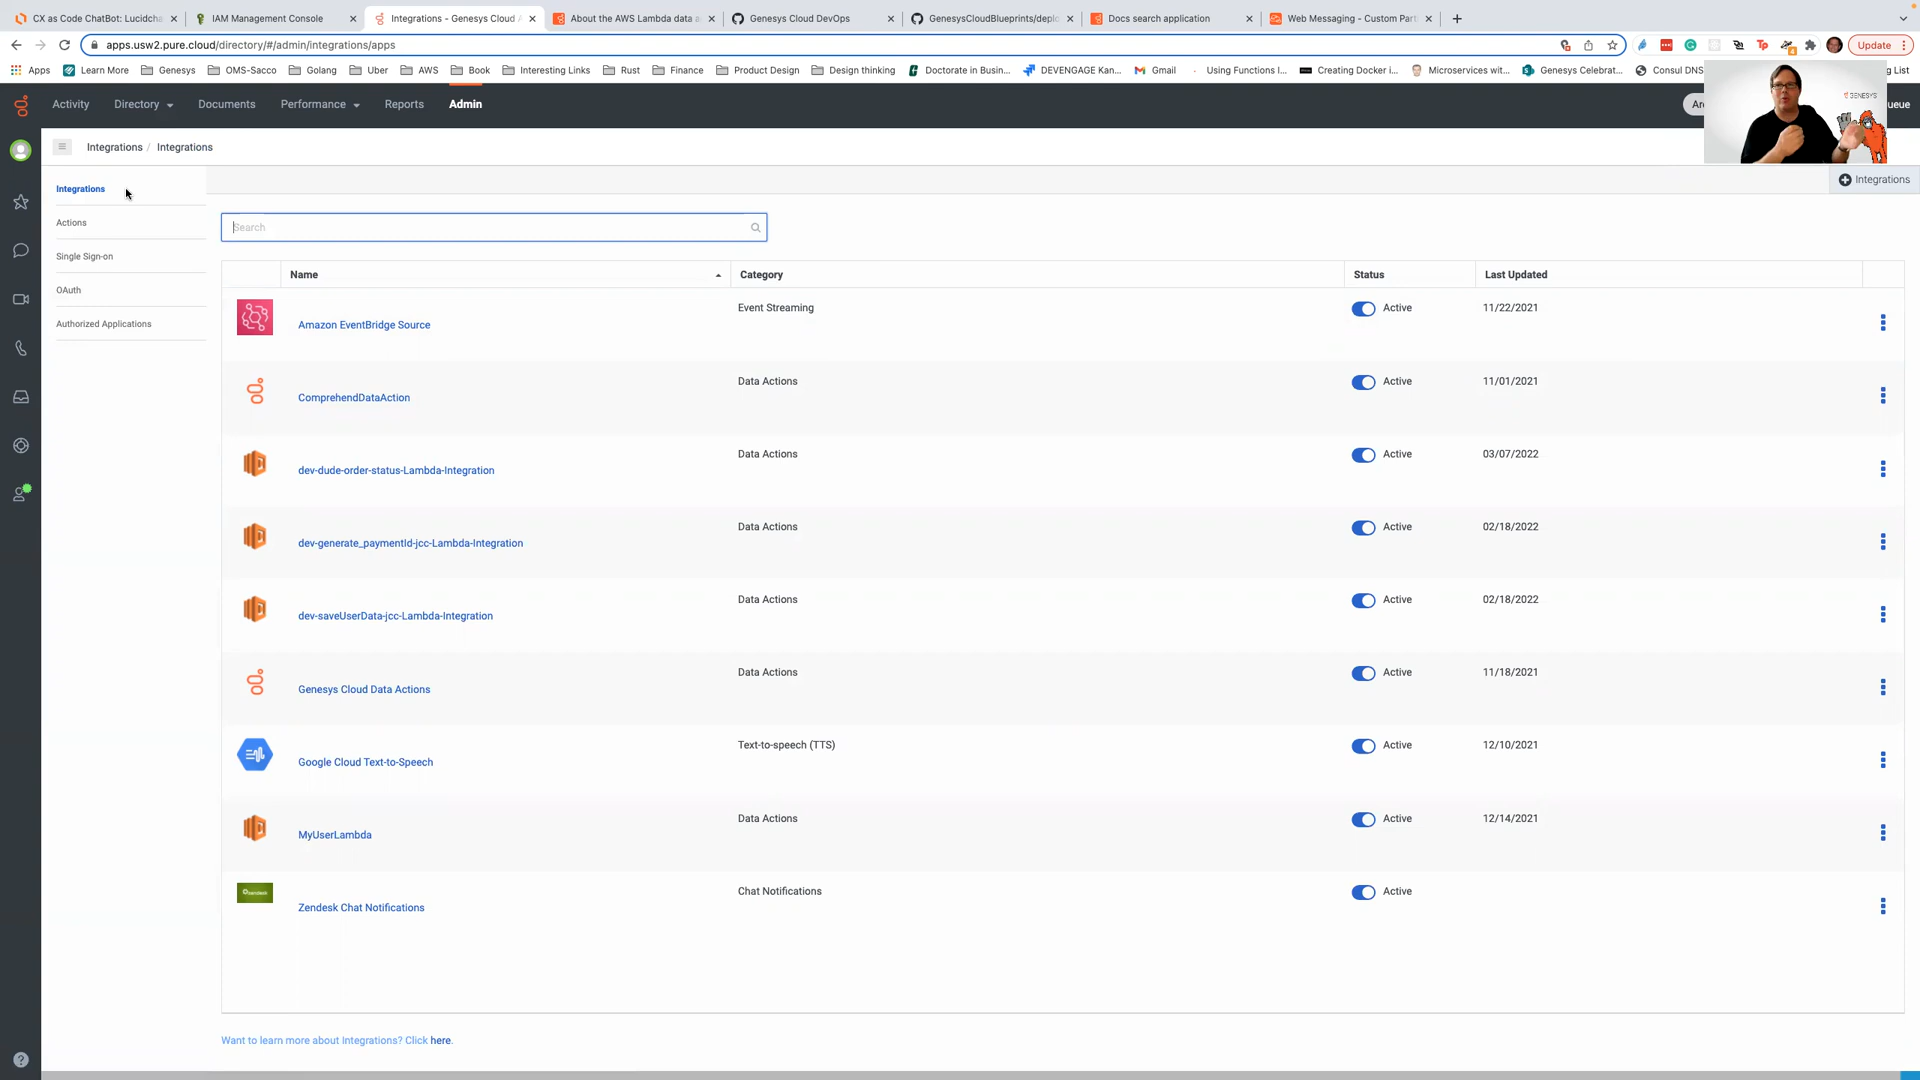 CX as Code ChatBot: Lucidcha
IAM Management Console
Integrations - Genesys Cloud A
About the AWS Lambda data a
Genesys Cloud DevOps
GenesysCloudBlueprints/deplo
Docs search application
Web Messaging - Custom Part
apps.usw2.pure.cloud/directory/#/admin/integrations/apps
Update
Apps
Learn More
Genesys
OMS-Sacco
Golang
Uber
AWS
Book
Interesting Links
Rust
Finance
Product Design
Design thinking
Doctorate in Busin...
DEVENGAGE Kan...
Gmail
Using Functions I...
Creating Docker i...
Microservices wit...
Genesys Celebrat...
Consul DNS
ng List
Activity
Directory
Documents
Performance
Reports
Admin
GENESYS
ueue
Integrations / Integrations
Integrations
Integrations
Actions
Single Sign-on
OAuth
Authorized Applications
Search
Name Category Status Last Updated
Amazon EventBridge Source Event Streaming Active 11/22/2021
ComprehendDataAction Data Actions Active 11/01/2021
dev-dude-order-status-Lambda-Integration Data Actions Active 03/07/2022
dev-generate_paymentId-jcc-Lambda-Integration Data Actions Active 02/18/2022
dev-saveUserData-jcc-Lambda-Integration Data Actions Active 02/18/2022
Genesys Cloud Data Actions Data Actions Active 11/18/2021
Google Cloud Text-to-Speech Text-to-speech (TTS) Active 12/10/2021
MyUserLambda Data Actions Active 12/14/2021
Zendesk Chat Notifications Chat Notifications Active
Want to learn more about Integrations? Click here.